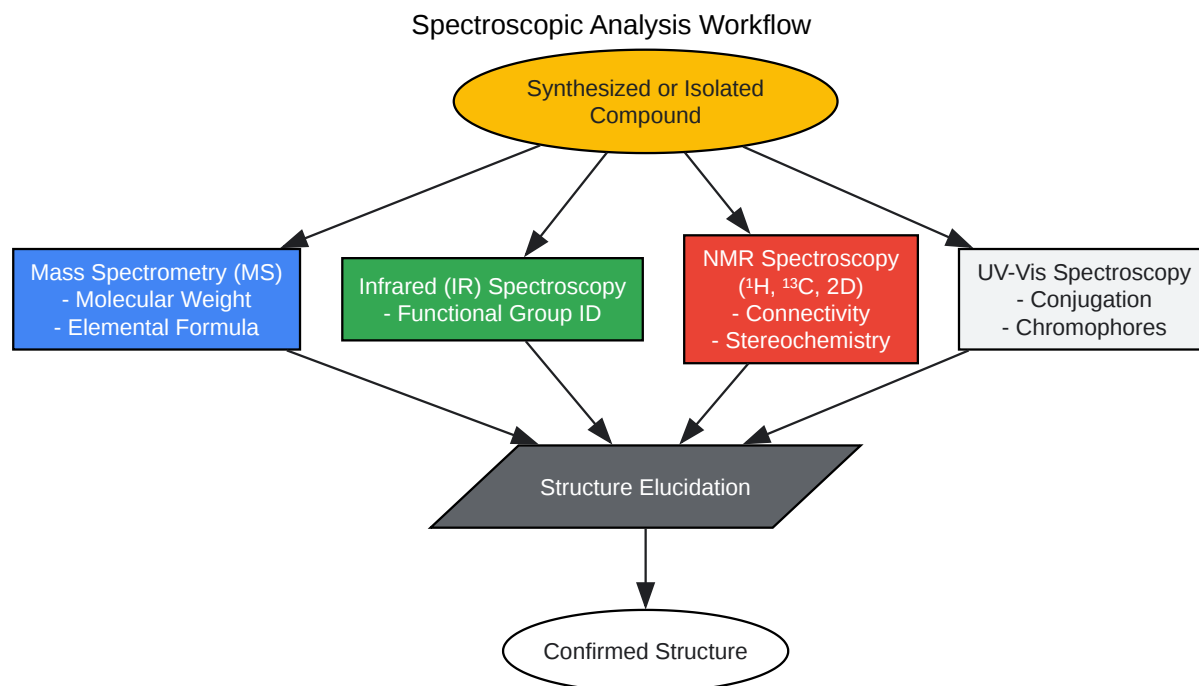 Spectroscopic Analysis Workflow
Synthesized or Isolated
Compound
Mass Spectrometry (MS)
- Molecular Weight
- Elemental Formula
Infrared (IR) Spectroscopy
- Functional Group ID
NMR Spectroscopy
(¹H, ¹³C, 2D)
- Connectivity
- Stereochemistry
UV-Vis Spectroscopy
- Conjugation
- Chromophores
Structure Elucidation
Confirmed Structure